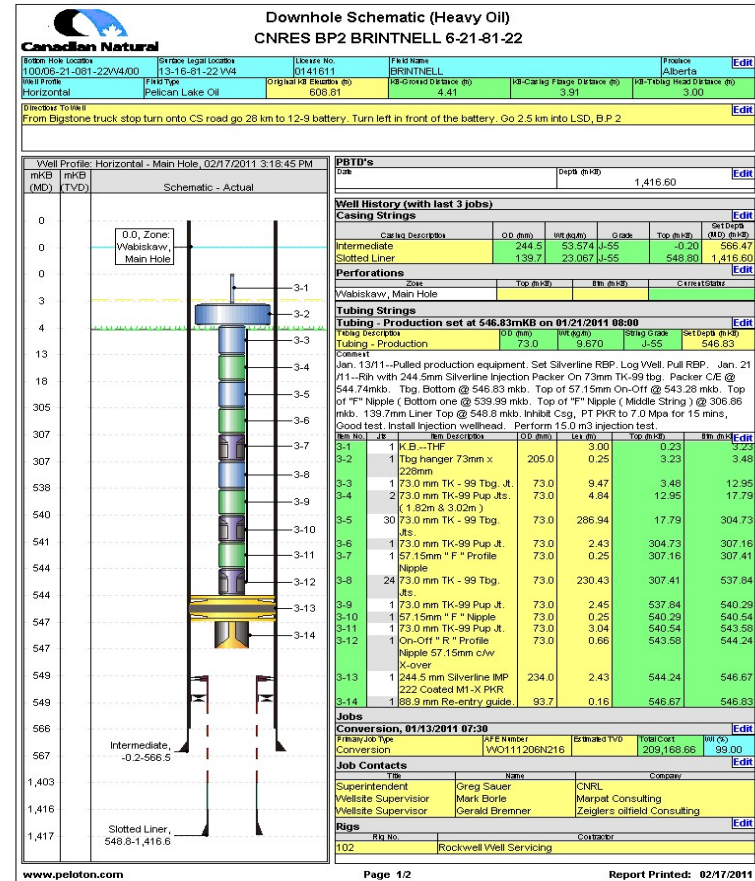 Downhole Schematic (Heavy Oil)
CNRES BP2 BRINTNELL 6-21-81-22
Canadian Natural
Bottom Hole Location Surface Legal Location License No. Field Name Province Edit
100/06-21-081-22W4/00 13-16-81-22 W4 0141611 BRINTNELL Alberta
Well Profile Field Type Original KB Elevation (m) KB-Ground Distance (m) KB-Casing Flange Distance (m) KB-Tubing Head Distance (m)
Horizontal Pelican Lake Oil 608.81 4.41 3.91 3.00
Directions To Well Edit
From Bigstone truck stop turn onto CS road go 28 km to 12-9 battery. Turn left in front of the battery. Go 2.5 km into LSD, B.P 2
Well Profile: Horizontal - Main Hole, 02/17/2011 3:18:45 PM
mKB (MD) mKB (TVD) Schematic - Actual
0
0
0
3
4
13
18
305
307
307
538
540
541
544
544
547
547
549
549
566
567
1,403
1,416
1,417
0.0, Zone:
Wabiskaw,
Main Hole
3-1
3-2
3-3
3-4
3-5
3-6
3-7
3-8
3-9
3-10
3-11
3-12
3-13
3-14
Intermediate,
-0.2-566.5
Slotted Liner,
548.8-1,416.6
PBTD's
Date Depth (mKB) Edit
1,416.60
Well History (with last 3 jobs)
Casing Strings Edit
Casing Description OD (mm) Wt (kg/m) Grade Top (mKB) Set Depth (MD) (mKB)
Intermediate 244.5 53.574 J-55 -0.20 566.47
Slotted Liner 139.7 23.067 J-55 548.80 1,416.60
Perforations Edit
Zone Top (mKB) Btm (mKB) Current Status
Wabiskaw, Main Hole
Tubing Strings
Tubing - Production set at 546.83mKB on 01/21/2011 08:00 Edit
Tubing Description OD (mm) Wt (kg/m) String Grade Set Depth (mKB)
Tubing - Production 73.0 9.670 J-55 546.83
Comment
Jan. 13/11--Pulled production equipment. Set Silverline RBP. Log Well. Pull RBP. Jan. 21
/11--Rih with 244.5mm Silverline Injection Packer On 73mm TK-99 tbg. Packer C/E @
544.74mkb. Tbg. Bottom @ 546.83 mkb. Top of 57.15mm On-Off @ 543.28 mkb. Top
of "F" Nipple ( Bottom one @ 539.99 mkb. Top of "F" Nipple ( Middle String ) @ 306.86
mkb. 139.7mm Liner Top @ 548.8 mkb. Inhibit Csg, PT PKR to 7.0 Mpa for 15 mins,
Good test. Install Injection wellhead. Perform 15.0 m3 injection test.
Item No. Jts Item Description OD (mm) Len (m) Top (mKB) Btm (mKB) Edit
3-1 1 K.B.--THF 3.00 0.23 3.23
3-2 1 Tbg hanger 73mm x 205.0 0.25 3.23 3.48
228mm
3-3 1 73.0 mm TK - 99 Tbg. Jt. 73.0 9.47 3.48 12.95
3-4 2 73.0 mm TK-99 Pup Jts. 73.0 4.84 12.95 17.79
( 1.82m & 3.02m )
3-5 30 73.0 mm TK - 99 Tbg. 73.0 286.94 17.79 304.73
Jts.
3-6 1 73.0 mm TK-99 Pup Jt. 73.0 2.43 304.73 307.16
3-7 1 57.15mm " F " Profile 73.0 0.25 307.16 307.41
Nipple
3-8 24 73.0 mm TK - 99 Tbg. 73.0 230.43 307.41 537.84
Jts.
3-9 1 73.0 mm TK-99 Pup Jt. 73.0 2.45 537.84 540.29
3-10 1 57.15mm " F " Nipple 73.0 0.25 540.29 540.54
3-11 1 73.0 mm TK-99 Pup Jt. 73.0 3.04 540.54 543.58
3-12 1 On-Off " R " Profile 73.0 0.66 543.58 544.24
Nipple 57.15mm c/w
X-over
3-13 1 244.5 mm Silverline IMP 234.0 2.43 544.24 546.67
222 Coated M1-X PKR
3-14 1 88.9 mm Re-entry guide. 93.7 0.16 546.67 546.83
Jobs
Conversion, 01/13/2011 07:30 Edit
Primary Job Type AFE Number Estimated TVD Total Cost WI (%)
Conversion WO111206N216 209,168.66 99.00
Job Contacts Edit
Title Name Company
Superintendent Greg Sauer CNRL
Wellsite Supervisior Mark Borle Marpat Consulting
Wellsite Supervisior Gerald Bremner Zeiglers oilfield Consulting
Rigs Edit
Rig No. Contractor
102 Rockwell Well Servicing
www.peloton.com Page 1/2 Report Printed: 02/17/2011